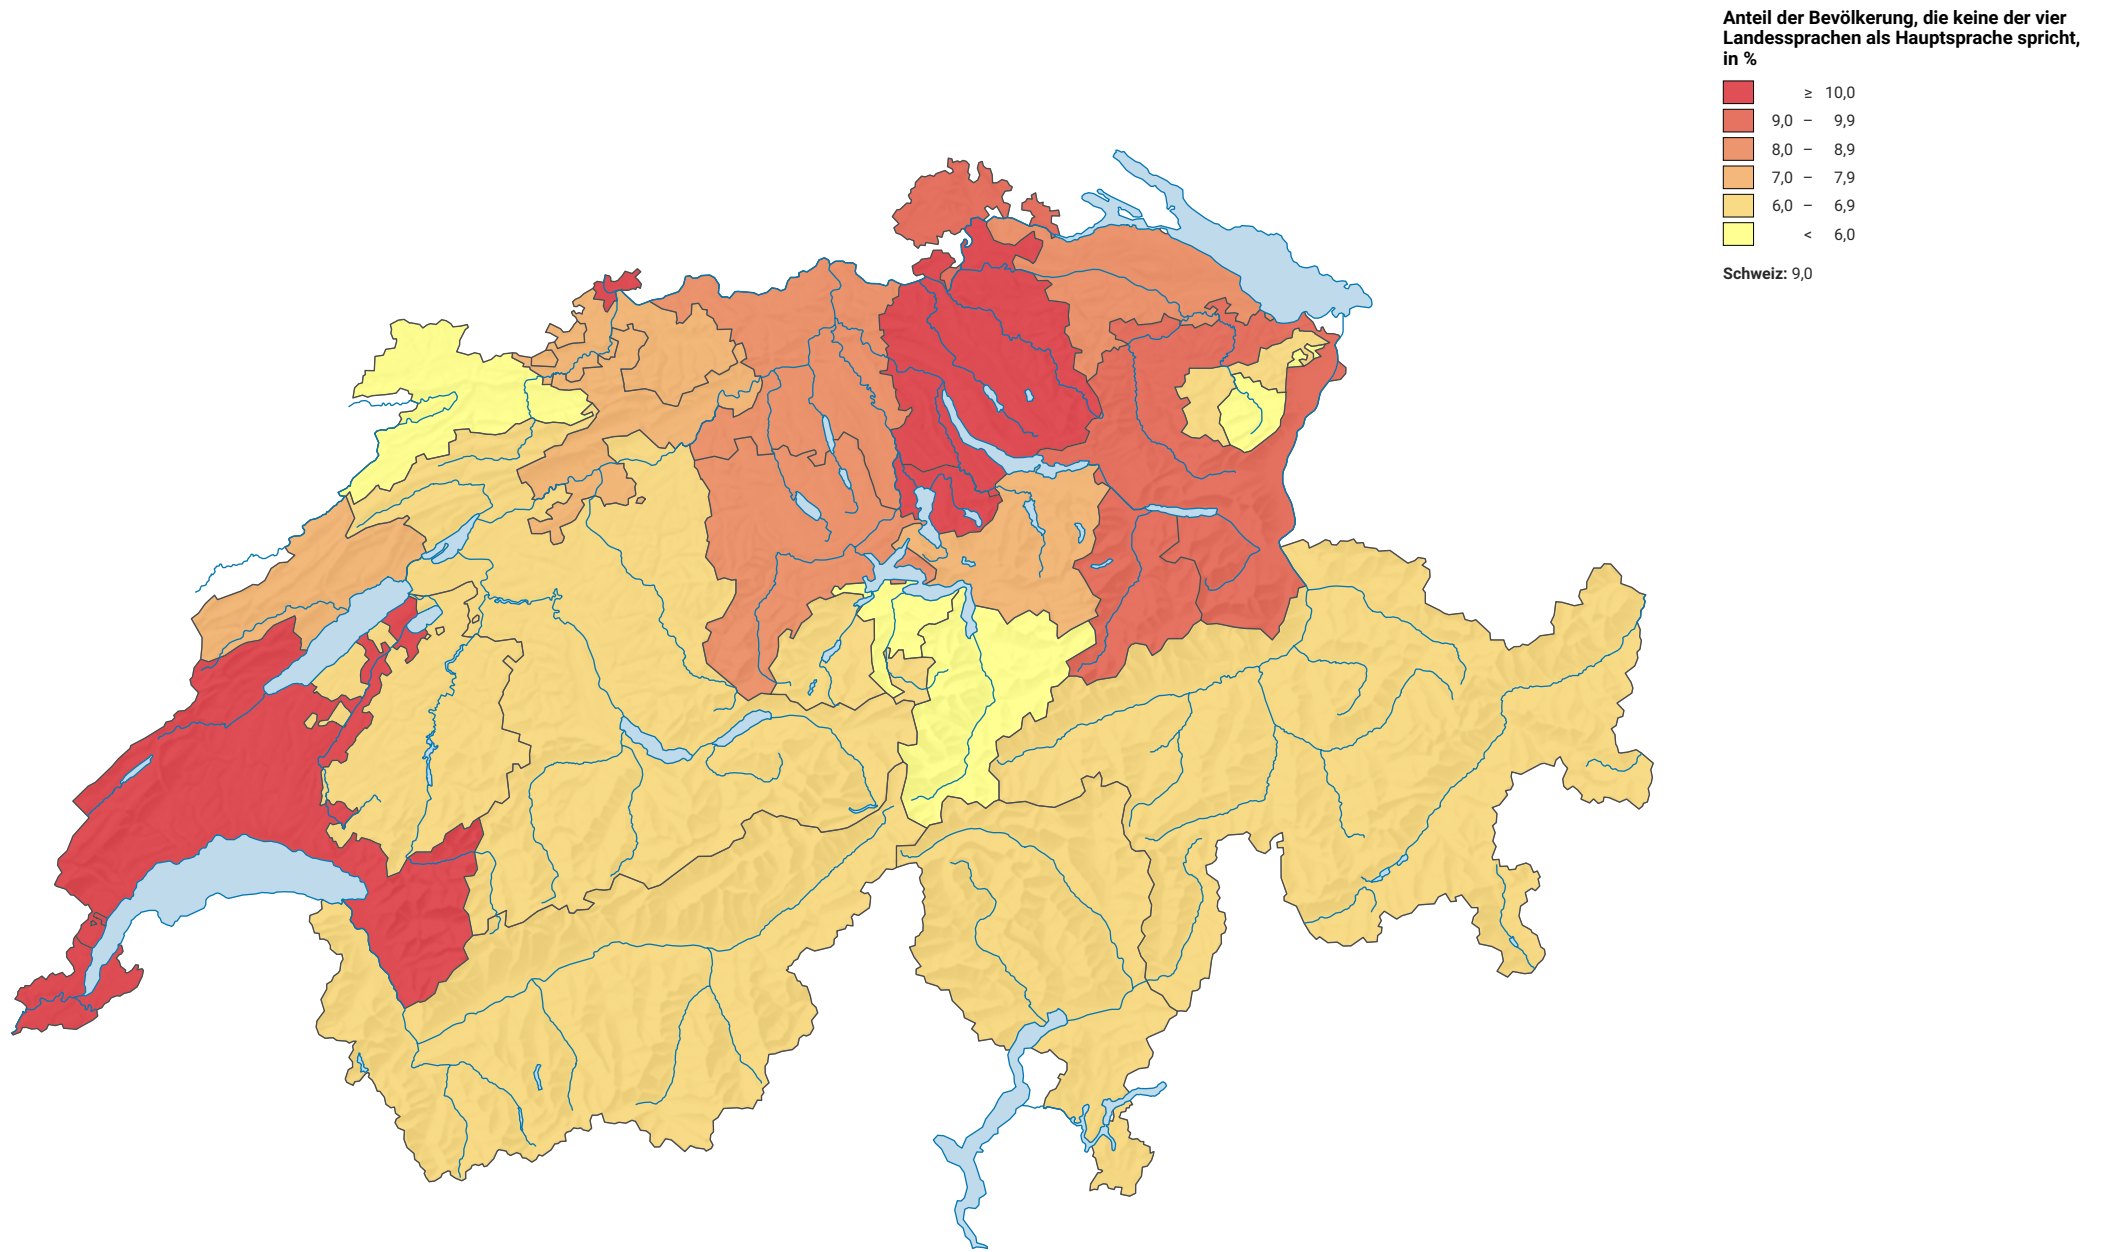 Anteil der Bevölkerung, die keine der vier
Landessprachen als Hauptsprache spricht,
in %
≥ 10,0
9,0 – 9,9
8,0 – 8,9
7,0 – 7,9
6,0 – 6,9
< 6,0
Schweiz: 9,0